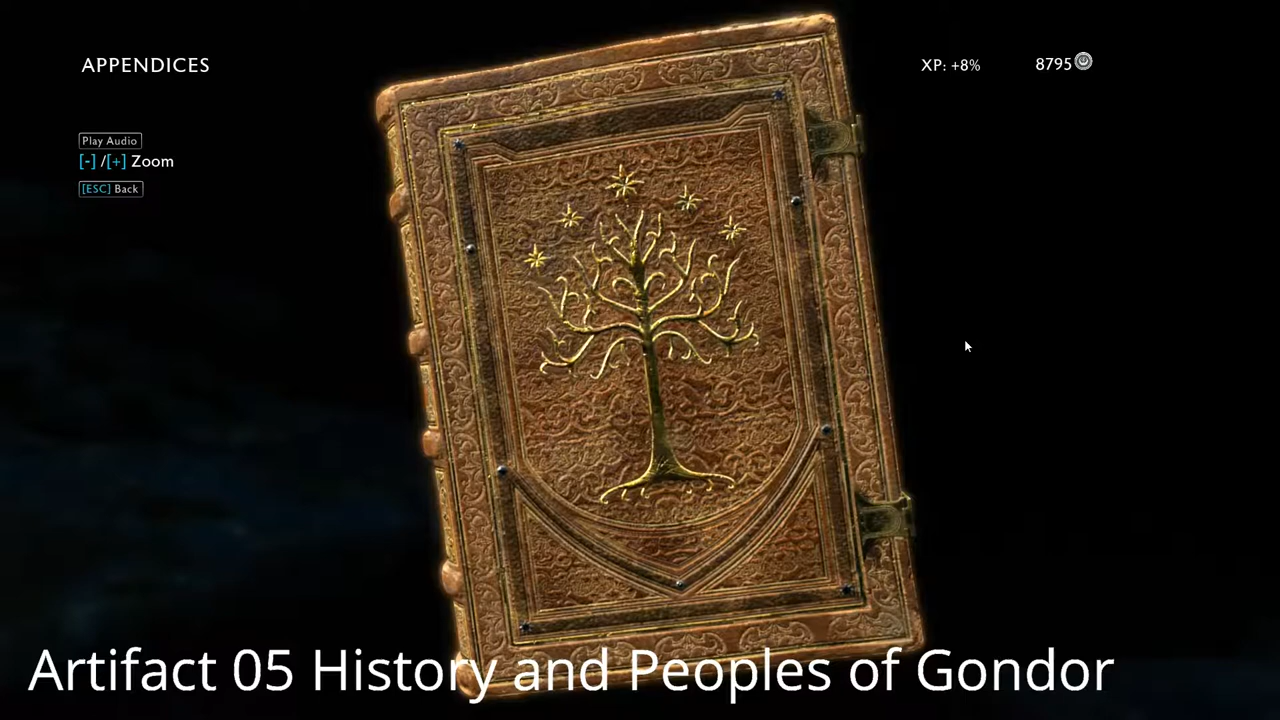 APPENDICES
XP: +8% 8795
Play Audio
[-] /[+] Zoom
[ESC] Back
Artifact 05 History and Peoples of Gondor